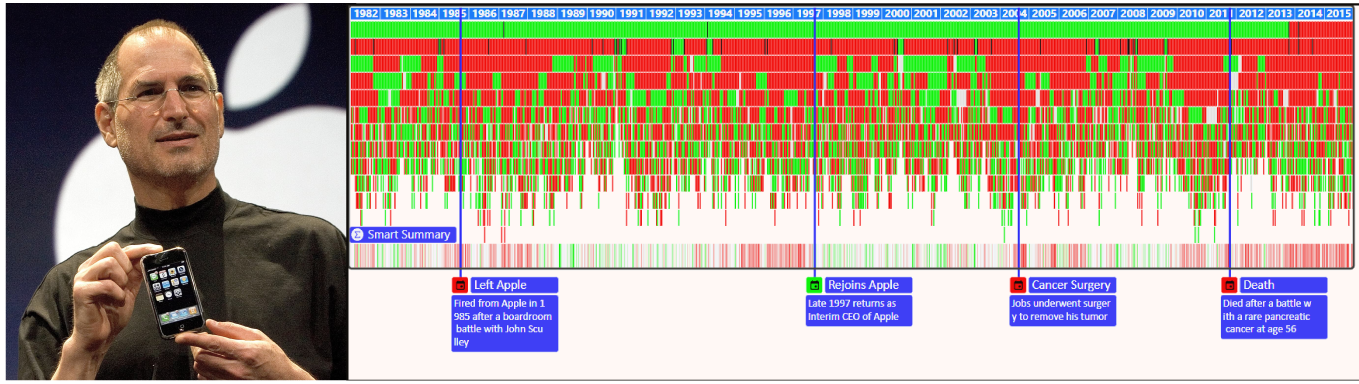 1982 1983 1984 1985 1986 1987 1988 1989 1990 1991 1992 1993 1994 1995 1996 1997 1998 1999 2000 2001 2002 2003 2004 2005 2006 2007 2008 2009 2010 2011 2012 2013 2014 2015
Smart Summary
Left Apple
Fired from Apple in 1
985 after a boardroom
battle with John Scu
lley
Rejoins Apple
Late 1997 returns as
Interim CEO of Apple
Cancer Surgery
Jobs underwent surger
y to remove his tumor
Death
Died after a battle w
ith a rare pancreatic
cancer at age 56